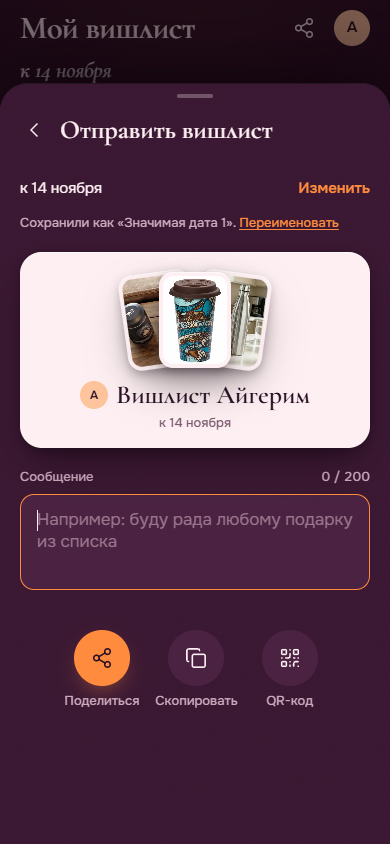 Мой вишлист
А
к 14 ноября
Отправить вишлист
к 14 ноября
Изменить
Сохранили как «Значимая дата 1». Переименовать
А Вишлист Айгерим
к 14 ноября
Сообщение
0 / 200
Например: буду рада любому подарку
из списка
Поделиться
Скопировать
QR-код